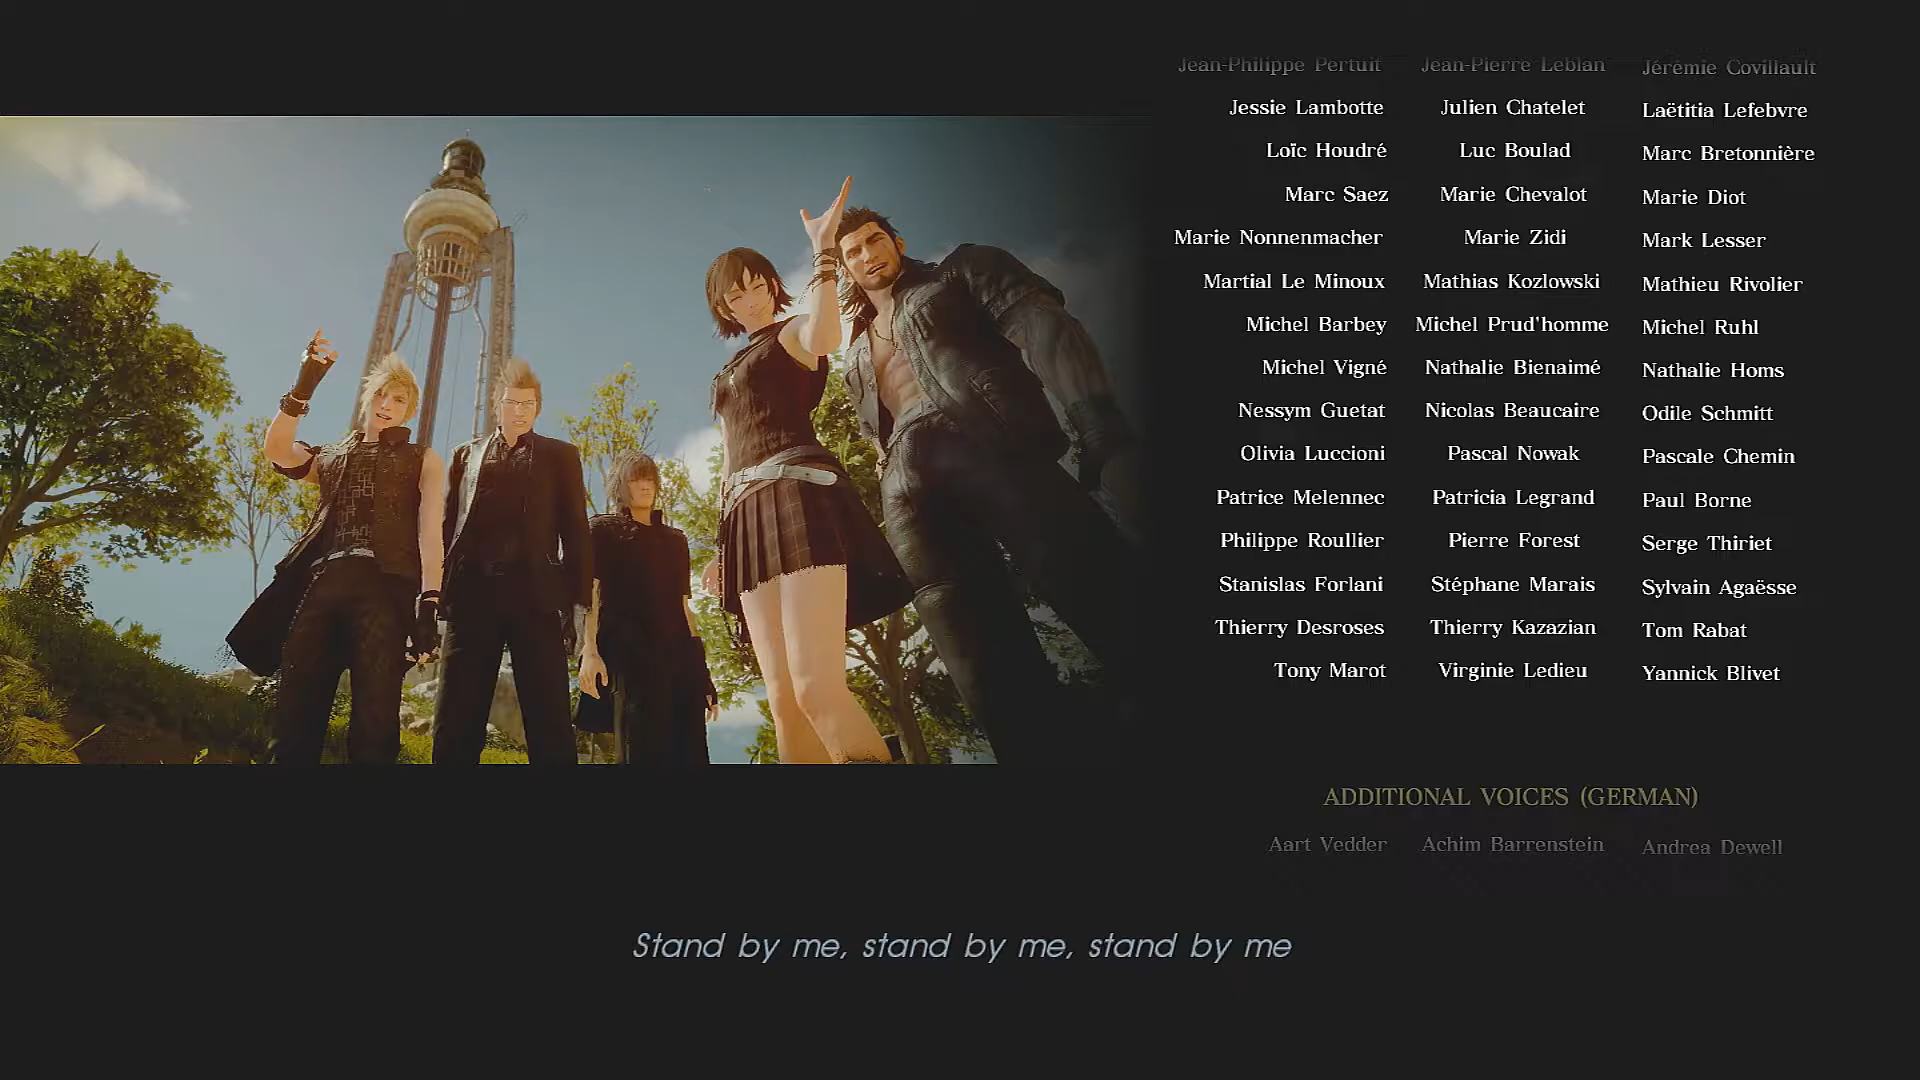 Jean-Philippe Pertuit Jean-Pierre Leblan Jérémie Covillault
Jessie Lambotte Julien Chatelet Laëtitia Lefebvre
Loïc Houdré Luc Boulad Marc Bretonnière
Marc Saez Marie Chevalot Marie Diot
Marie Nonnenmacher Marie Zidi Mark Lesser
Martial Le Minoux Mathias Kozlowski Mathieu Rivolier
Michel Barbey Michel Prud'homme Michel Ruhl
Michel Vigné Nathalie Bienaimé Nathalie Homs
Nessym Guetat Nicolas Beaucaire Odile Schmitt
Olivia Luccioni Pascal Nowak Pascale Chemin
Patrice Melennec Patricia Legrand Paul Borne
Philippe Roullier Pierre Forest Serge Thiriet
Stanislas Forlani Stéphane Marais Sylvain Agaësse
Thierry Desroses Thierry Kazazian Tom Rabat
Tony Marot Virginie Ledieu Yannick Blivet
ADDITIONAL VOICES (GERMAN)
Aart Vedder Achim Barrenstein Andrea Dewell
Stand by me, stand by me, stand by me